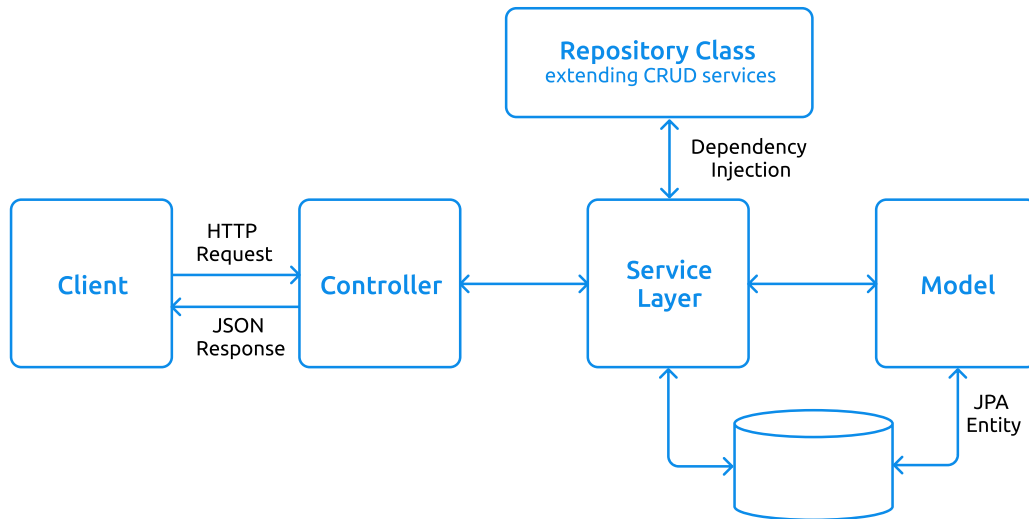 Repository Class
extending CRUD services
Dependency
Injection
HTTP
Request
Client
JSON
Response
Controller
Service
Layer
Model
JPA
Entity